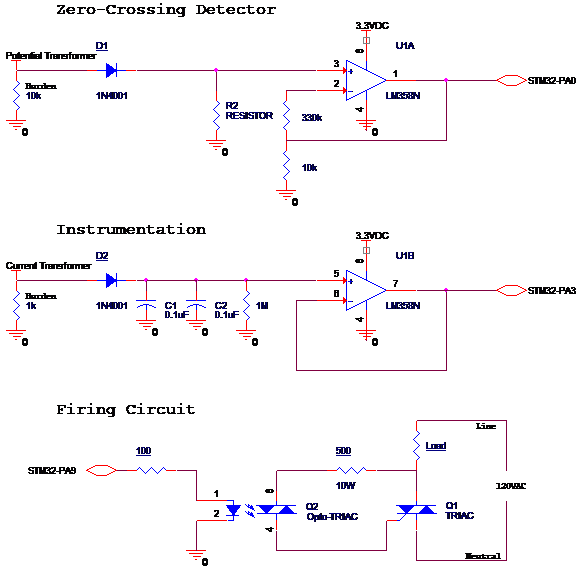 Zero-Crossing Detector
3.3VDC
Potential Transformer
D1
U1A
8
3
+
1
STM32-PA0
Burden
10k
1N4001
2
-
LM358N
R2
RESISTOR
330k
4
0
0
0
10k
0
Instrumentation
3.3VDC
Current Transformer
D2
U1B
8
5
+
7
STM32-PA3
Burden
1k
1N4001
C1
0.1uF
C2
0.1uF
1M
6
-
LM358N
4
0
0
0
0
0
Firing Circuit
Line
100
500
Load
STM32-PA9
10W
120VAC
1
6
2
Q2
Opto-TRIAC
Q1
TRIAC
4
0
Neutral